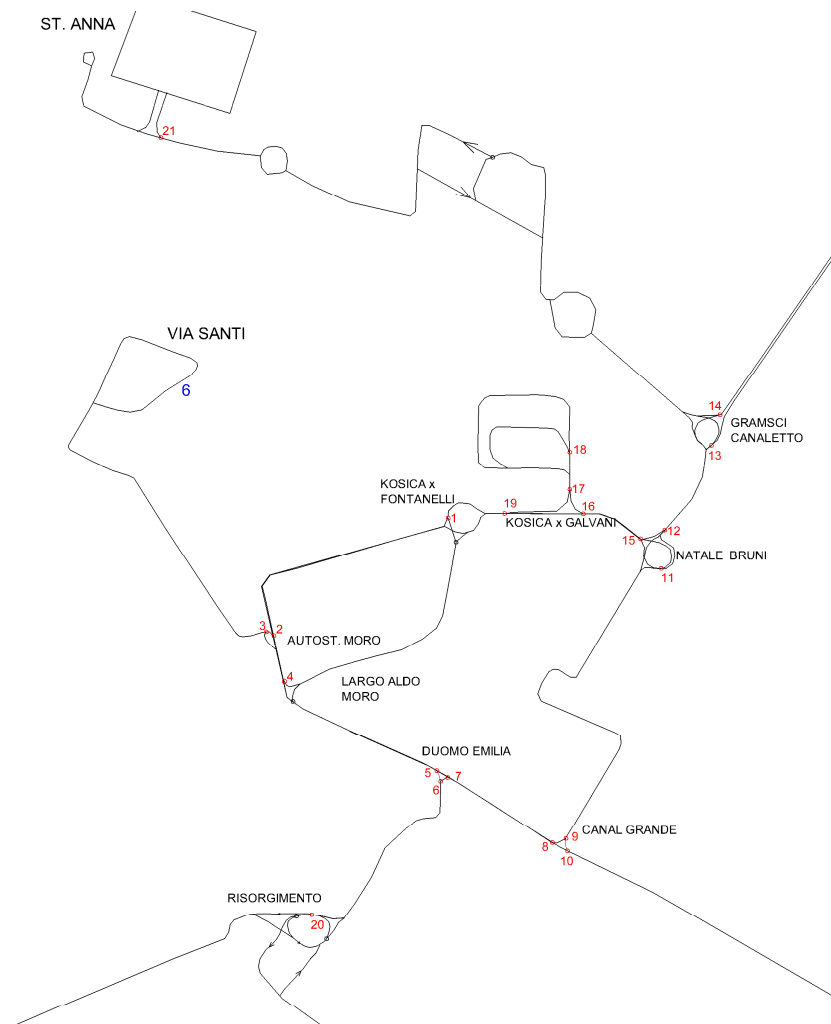 ST. ANNA
21
VIA SANTI
6
14
GRAMSCI
CANALETTO
13
18
KOSICA x
FONTANELLI
17
19
16
1
KOSICA x GALVANI
12
15
NATALE BRUNI
11
3
2
AUTOST. MORO
4
LARGO ALDO
MORO
DUOMO EMILIA
5
7
6
9
CANAL GRANDE
8
10
RISORGIMENTO
20